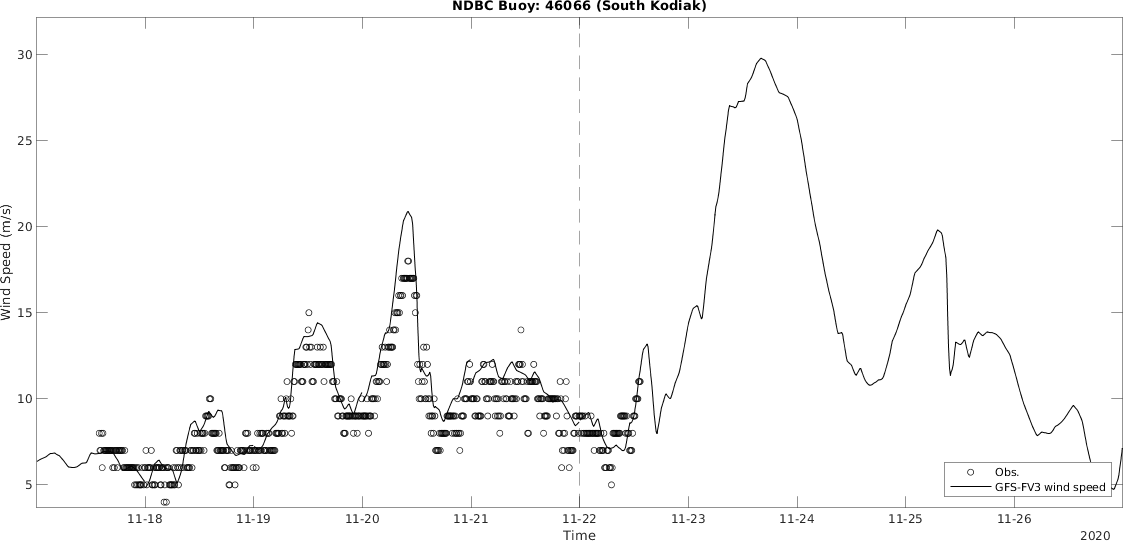 NDBC Buoy: 46066 (South Kodiak)
Wind Speed (m/s)
30
25
20
15
10
5
Obs.
GFS-FV3 wind speed
11-18 11-19 11-20 11-21 11-22 11-23 11-24 11-25 11-26
Time
2020